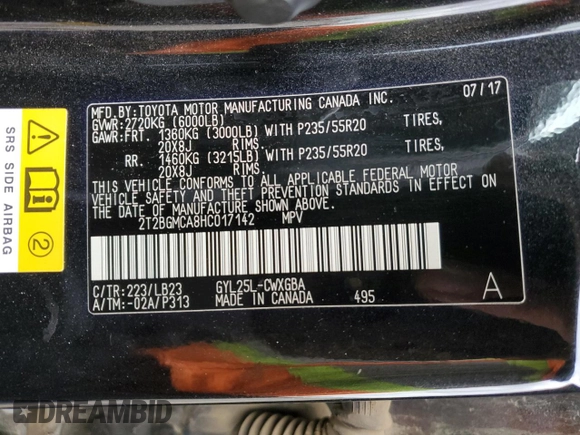 MFD.BY:TOYOTA MOTOR MANUFACTURING CANADA INC. 07/17
GVWR:2720KG (6000LB)
GAWR:FRT. 1360KG (3000LB) WITH P235/55R20 TIRES,
20X8J RIMS.
RR. 1460KG (3215LB) WITH P235/55R20 TIRES,
20X8J RIMS.
THIS VEHICLE CONFORMS TO ALL APPLICABLE FEDERAL MOTOR
VEHICLE SAFETY AND THEFT PREVENTION STANDARDS IN EFFECT
ON THE DATE OF MANUFACTURE SHOWN ABOVE.
2T2BGMCA8HC017142 MPV
C/TR:223/LB23 GYL25L-CWXGBA
A/TM:-02A/P313 MADE IN CANADA 495 A
SRS SIDE AIRBAG
2
DREAMBID